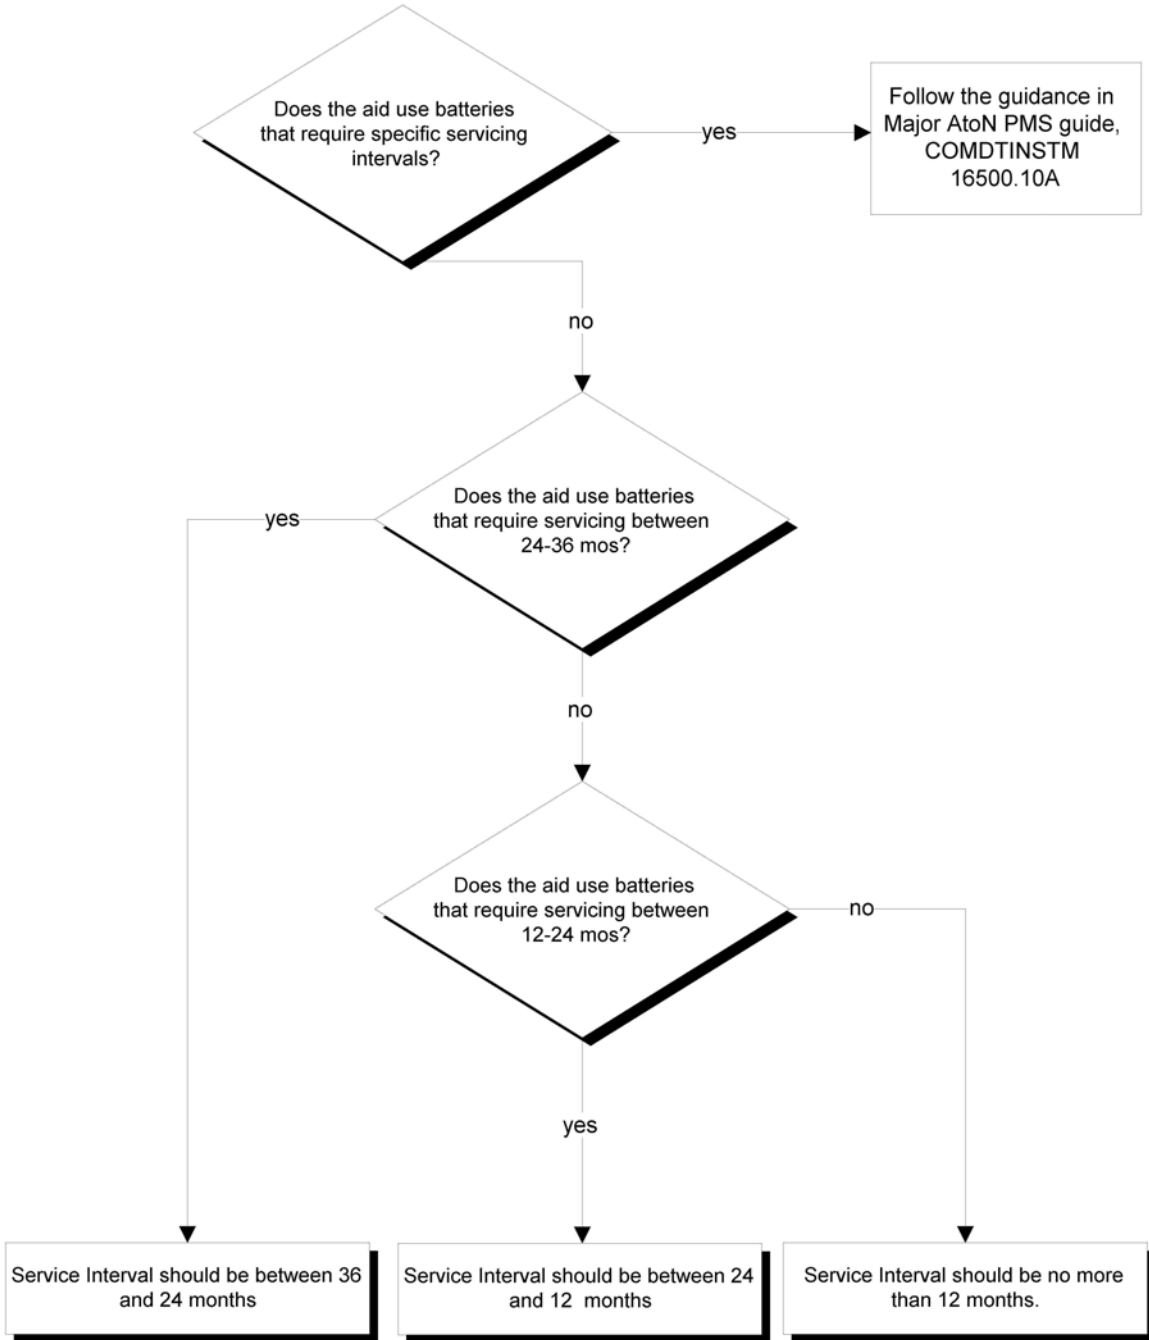 Does the aid use batteries
that require specific servicing
intervals?
yes
Follow the guidance in
Major AtoN PMS guide,
COMDTINSTM
16500.10A
no
Does the aid use batteries
that require servicing between
24-36 mos?
yes
no
Does the aid use batteries
that require servicing between
12-24 mos?
no
yes
Service Interval should be between 36
and 24 months
Service Interval should be between 24
and 12 months
Service Interval should be no more
than 12 months.